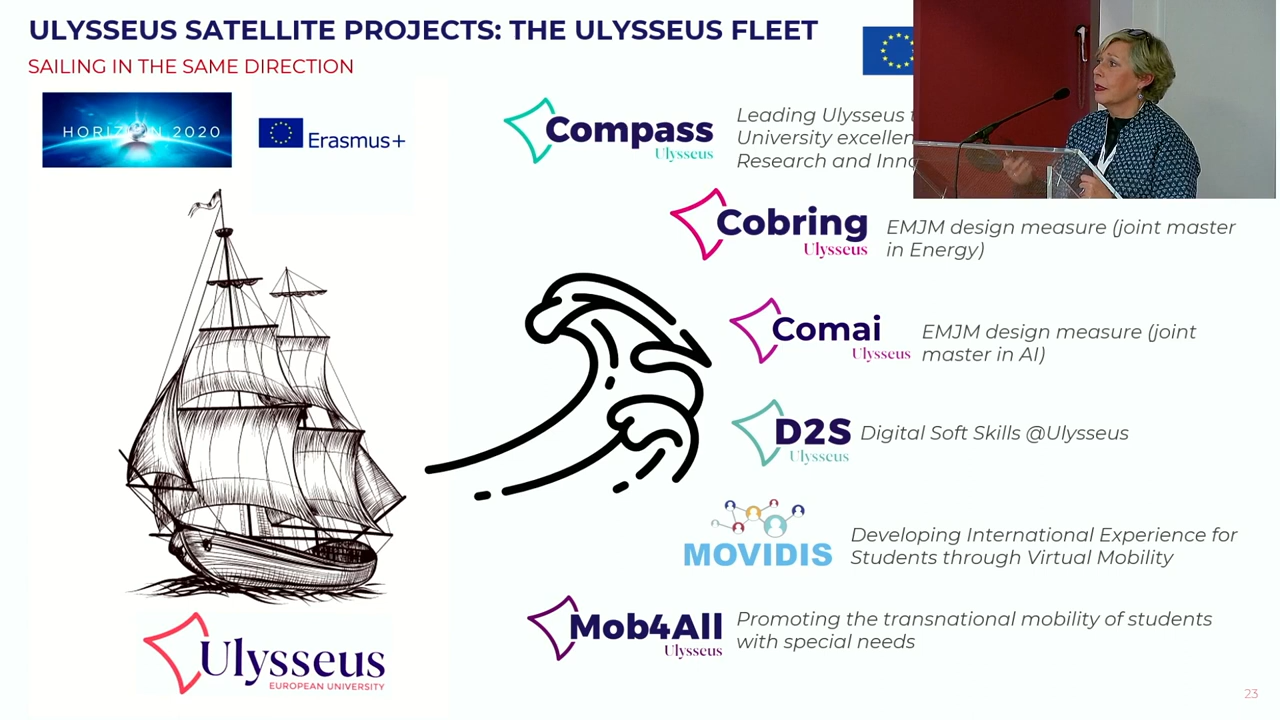 ULYSSEUS SATELLITE PROJECTS: THE ULYSSEUS FLEET
SAILING IN THE SAME DIRECTION
HORIZON 2020
Erasmus+
Compass
Ulysseus
Leading Ulysseus
University
Research and
Cobring
Ulysseus
EMJM design measure (joint master
in Energy)
Comai
Ulysseus
EMJM design measure (joint
master in AI)
D2S
Ulysseus
Digital Soft Skills @Ulysseus
MOVIDIS
Developing International Experience for
Students through Virtual Mobility
Mob4All
Ulysseus
Promoting the transnational mobility of students
with special needs
Ulysseus
EUROPEAN UNIVERSITY
23